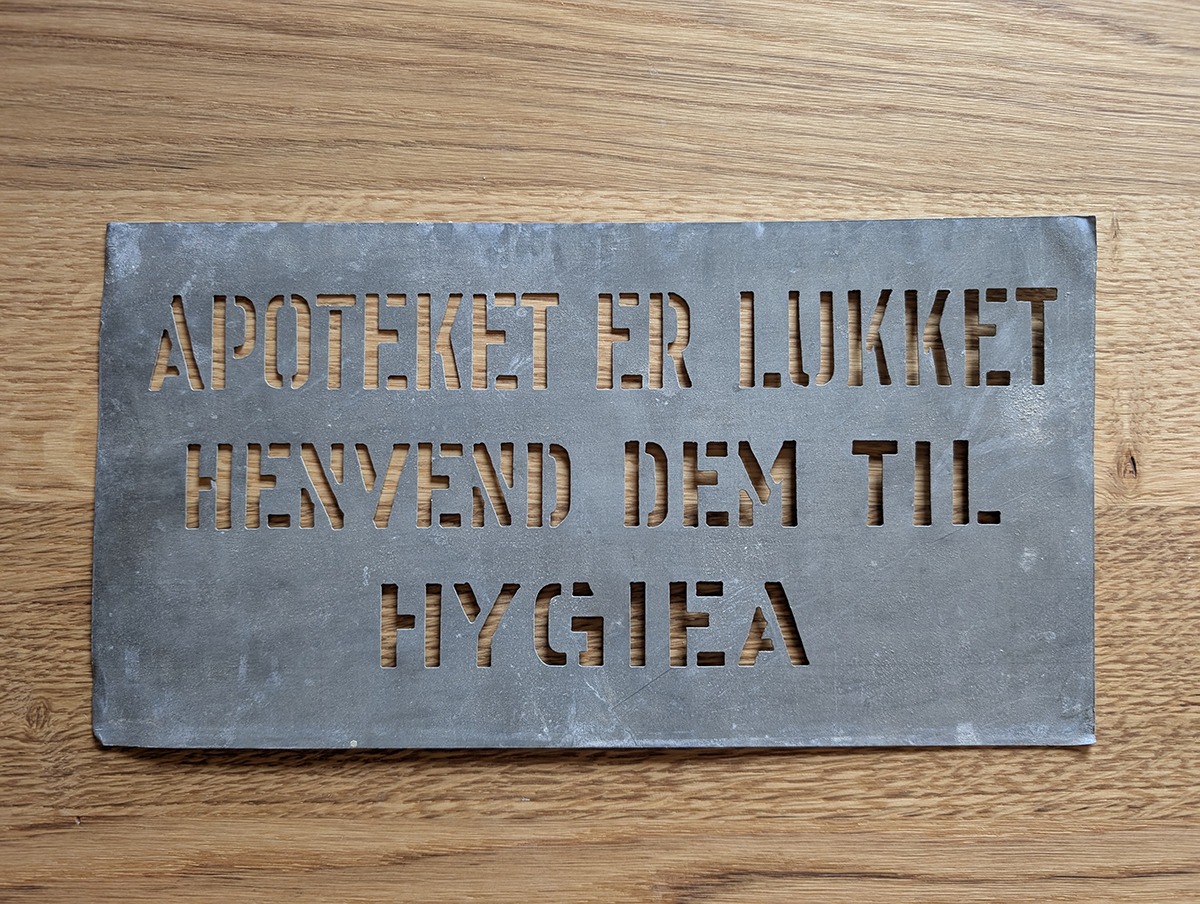 APOTEKET ER LUKKET
HENVEND DEM TIL
HYGIEA